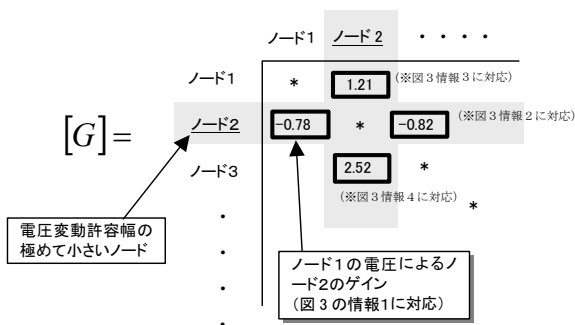 ノード1 ノード2 ・ ・ ・ ・
ノード1 * 1.21 (※図3情報3に対応)
[G]= ノード2 -0.78 * -0.82 (※図3情報2に対応)
ノード3 2.52 *
(※図3情報4に対応) *
・
電圧変動許容幅の
極めて小さいノード
・
・
ノード1の電圧によるノ
ード2のゲイン
(図3の情報1に対応)
・